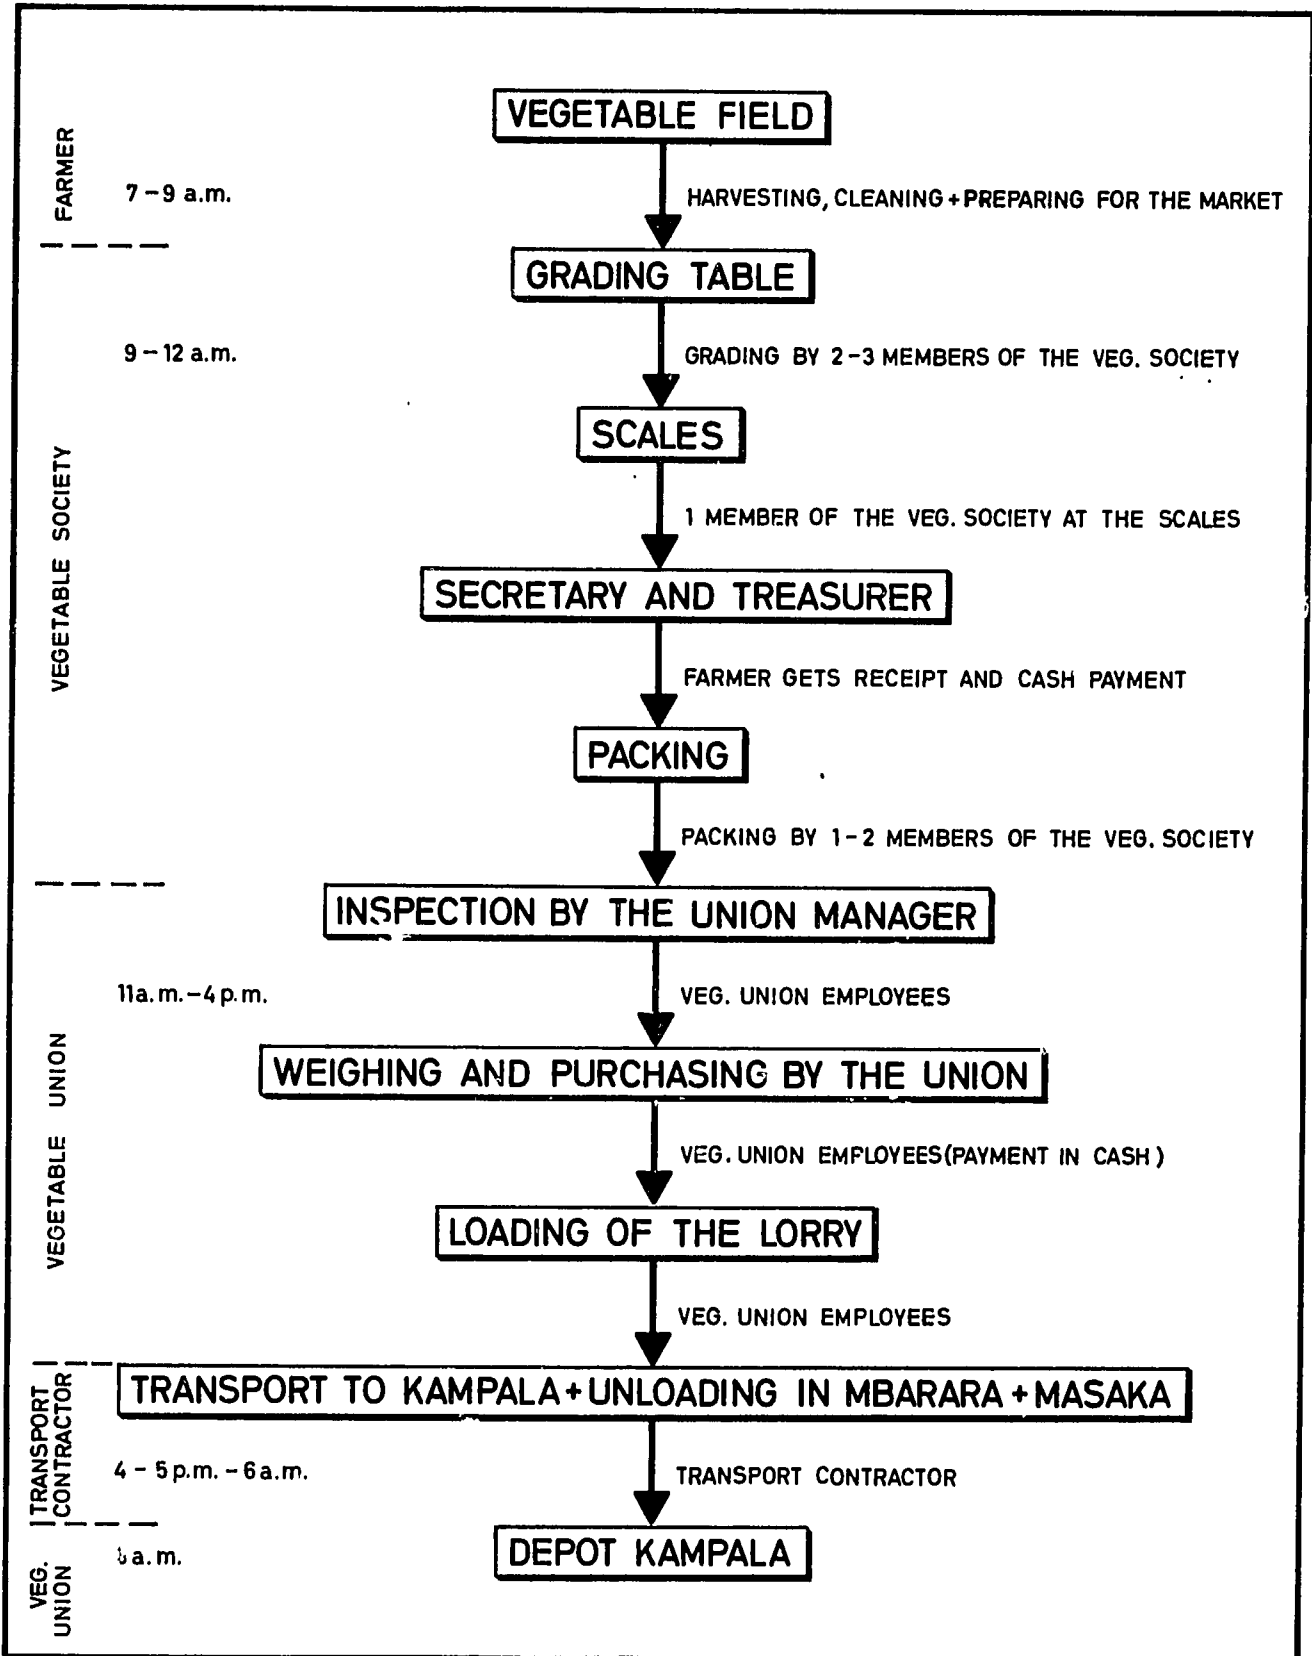 VEGETABLE FIELD
FARMER
7-9 a.m.
HARVESTING, CLEANING + PREPARING FOR THE MARKET
GRADING TABLE
9-12 a.m.
GRADING BY 2-3 MEMBERS OF THE VEG. SOCIETY
SCALES
VEGETABLE SOCIETY
1 MEMBER OF THE VEG. SOCIETY AT THE SCALES
SECRETARY AND TREASURER
FARMER GETS RECEIPT AND CASH PAYMENT
PACKING
PACKING BY 1-2 MEMBERS OF THE VEG. SOCIETY
INSPECTION BY THE UNION MANAGER
11 a.m.-4 p.m.
VEG. UNION EMPLOYEES
WEIGHING AND PURCHASING BY THE UNION
VEGETABLE UNION
VEG. UNION EMPLOYEES (PAYMENT IN CASH)
LOADING OF THE LORRY
VEG. UNION EMPLOYEES
TRANSPORT TO KAMPALA + UNLOADING IN MBARARA + MASAKA
TRANSPORT
CONTRACTOR
4 - 5 p.m. - 6 a.m.
TRANSPORT CONTRACTOR
DEPOT KAMPALA
a.m.
VEG.
UNION